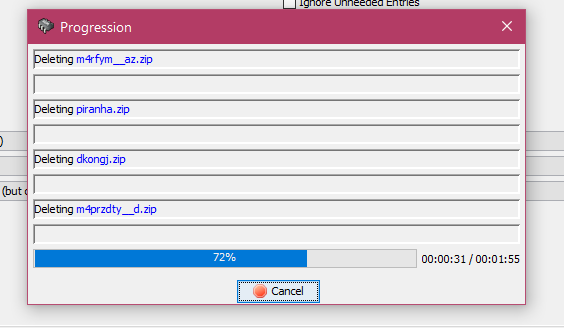 Ignore Unneeded Entries
Progression
Deleting m4rfym__az.zip
Deleting piranha.zip
)
Deleting dkongj.zip
(but
Deleting m4przdty__d.zip
72%
00:00:31 / 00:01:55
Cancel